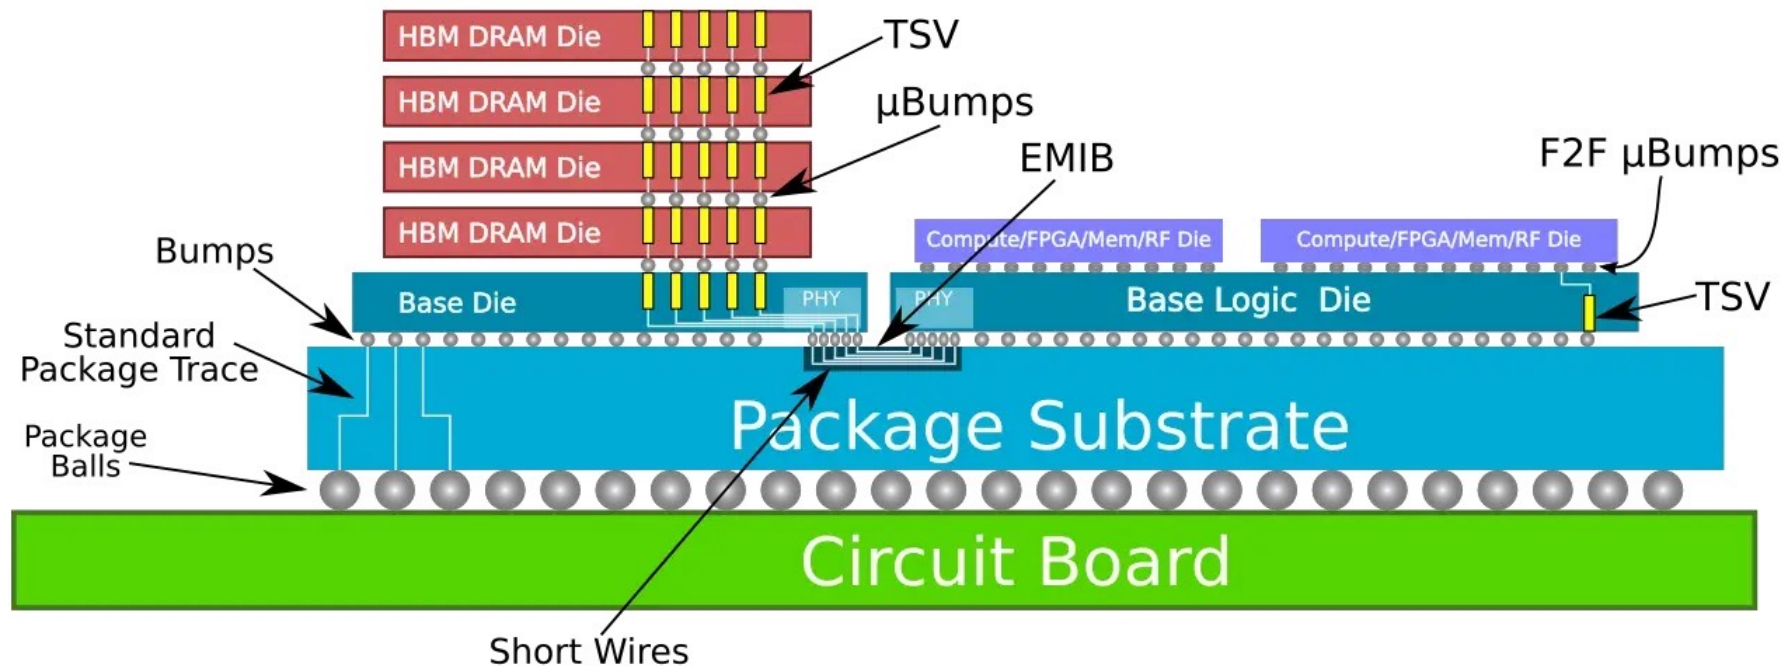 HBM DRAM Die
TSV
HBM DRAM Die
µBumps
HBM DRAM Die
EMIB
F2F µBumps
HBM DRAM Die
Compute/FPGA/Mem/RF Die
Compute/FPGA/Mem/RF Die
Bumps
Base Die
PHY
PHY
Base Logic Die
TSV
Standard
Package Trace
Package Substrate
Package
Balls
Circuit Board
Short Wires